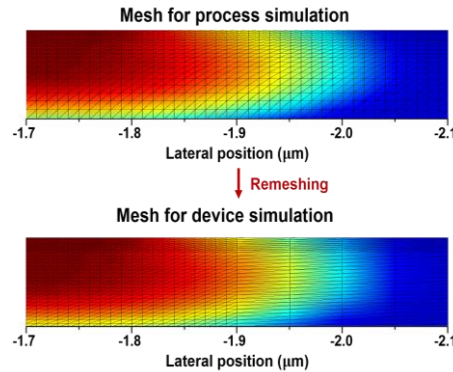 Mesh for process simulation
-1.7 -1.8 -1.9 -2.0 -2.1
Lateral position (μm)
Remeshing
Mesh for device simulation
-1.7 -1.8 -1.9 -2.0 -2.1
Lateral position (μm)